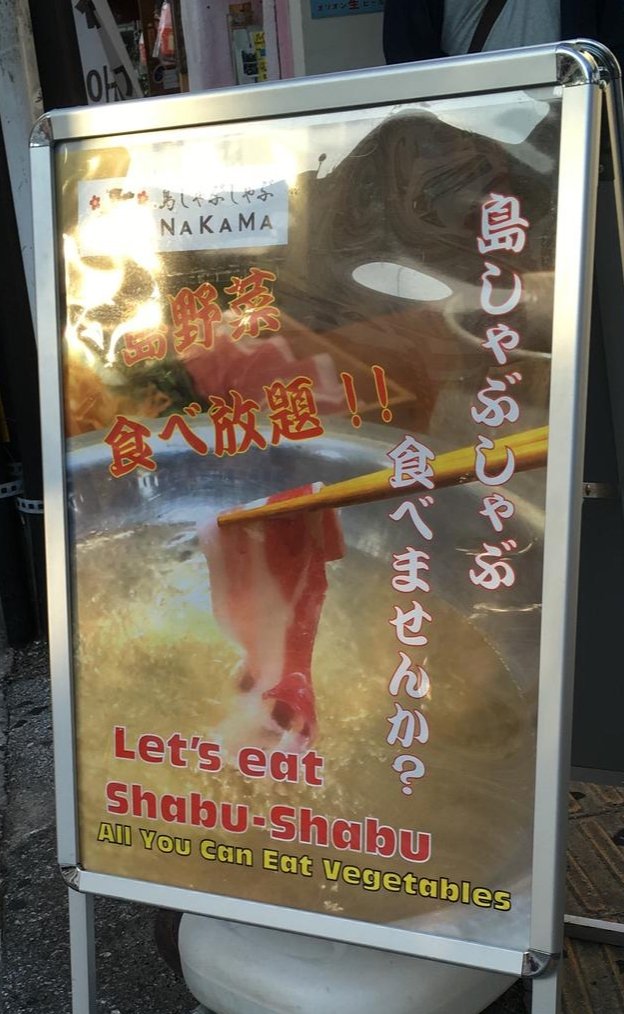 島しゃぶしゃぶ
NAKAMA
島しゃぶしゃぶ
食べませんか?
島野菜
食べ放題!!
Let's eat
Shabu-Shabu
All You Can Eat Vegetables